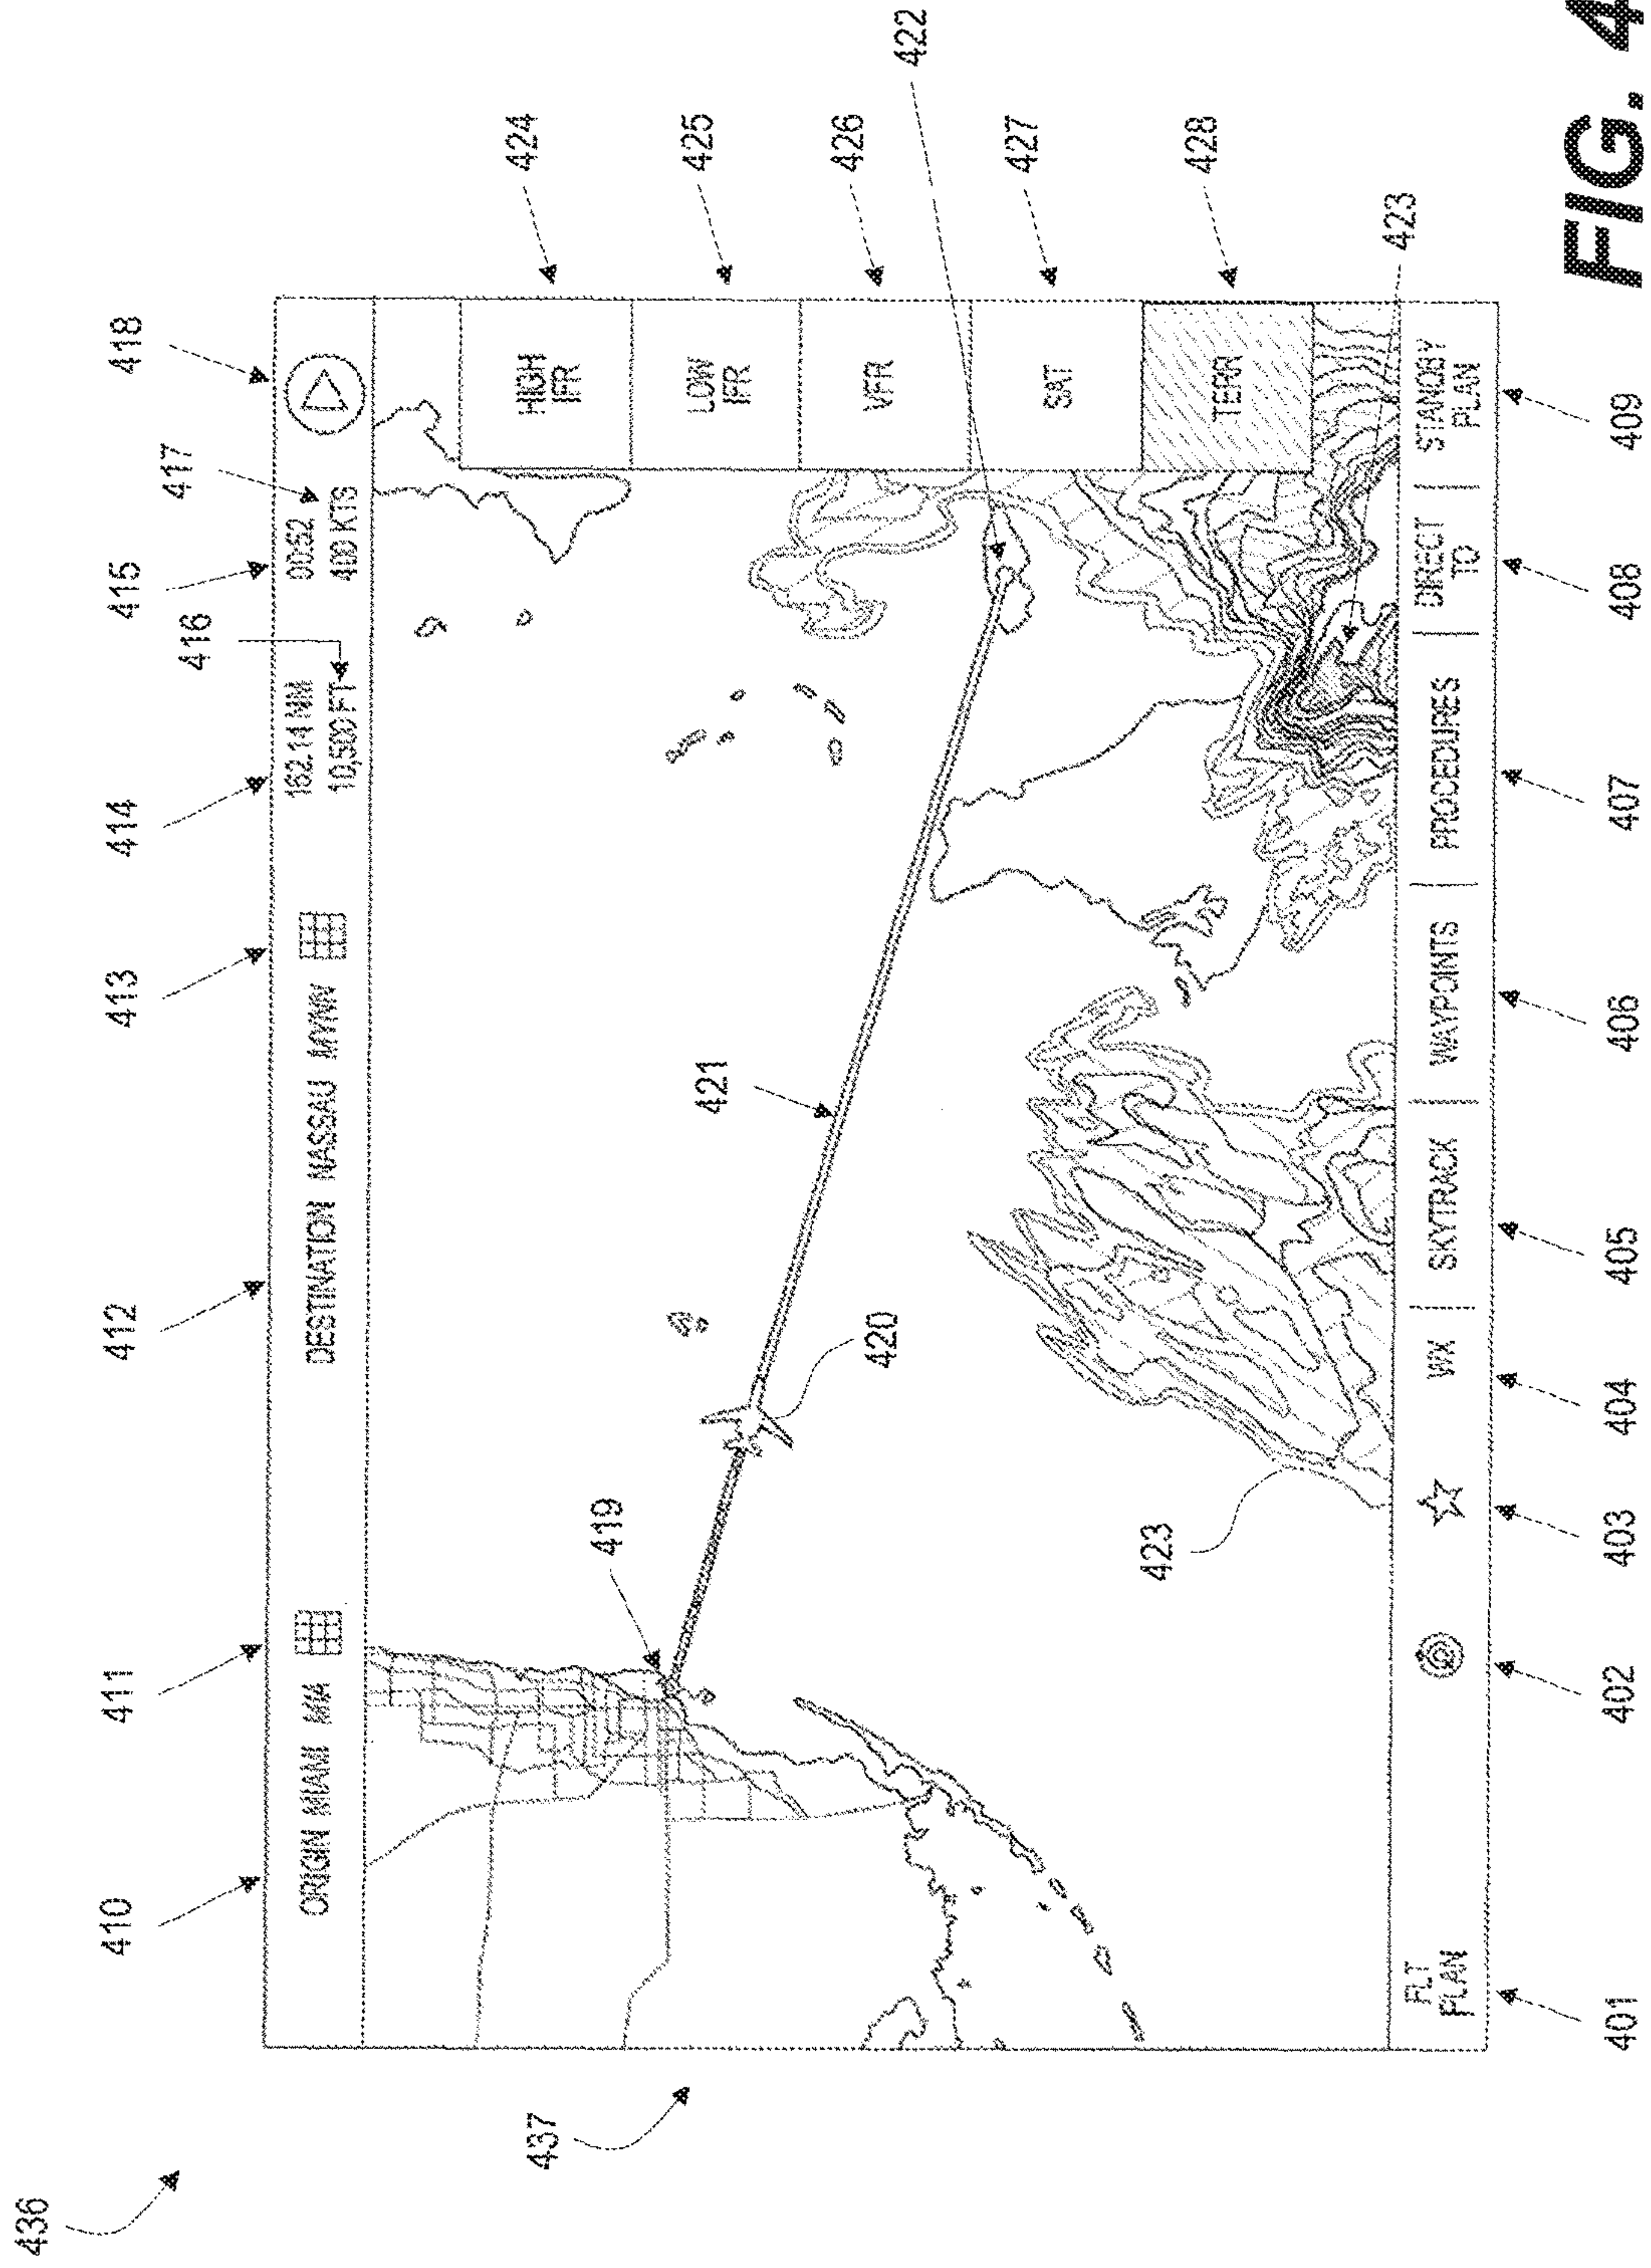 436
437
410
411
412
413
414
416
415
417
418
ORIGIN MIAMI MIA
DESTINATION NASSAU MYNN
162.14 NM
10,500 FT
00:52
400 KTS
424
425
426
427
428
HIGH
IFR
LOW
IFR
VFR
SAT
TERR
419
420
421
422
423
423
FLT
PLAN
WX
SKYTRACK
WAYPOINTS
PROCEDURES
DIRECT
TO
STANDBY
PLAN
401
402
403
404
405
406
407
408
409
FIG. 4